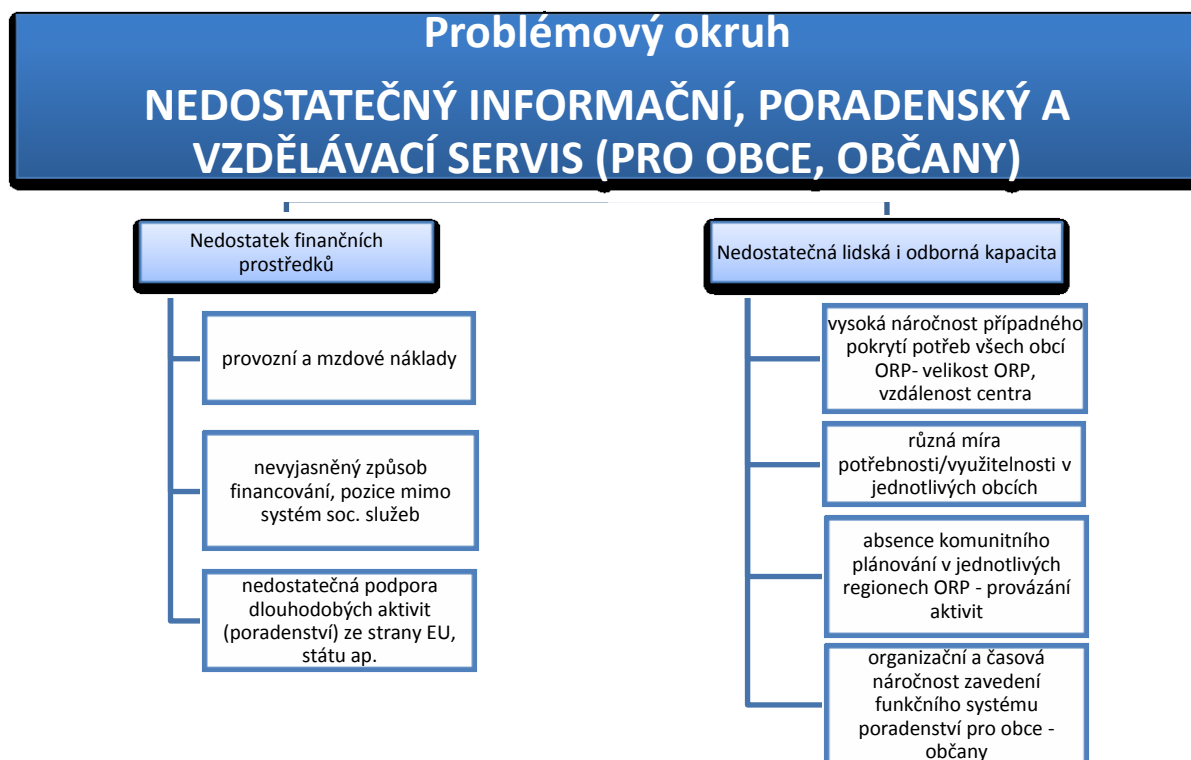 Problémový okruh
NEDOSTATEČNÝ INFORMAČNÍ, PORADENSKÝ A
VZDĚLÁVACÍ SERVIS (PRO OBCE, OBČANY)
Nedostatek finančních
prostředků
provozní a mzdové náklady
nevyjasněný způsob
financování, pozice mimo
systém soc. služeb
nedostatečná podpora
dlouhodobých aktivit
(poradenství) ze strany EU,
státu ap.
Nedostatečná lidská i odborná kapacita
vysoká náročnost případného
pokrytí potřeb všech obcí
ORP- velikost ORP,
vzdálenost centra
různá míra
potřebnosti/využitelnosti v
jednotlivých obcích
absence komunitního
plánování v jednotlivých
regionech ORP - provázání
aktivit
organizační a časová
náročnost zavedení
funkčního systému
poradenství pro obce -
občany